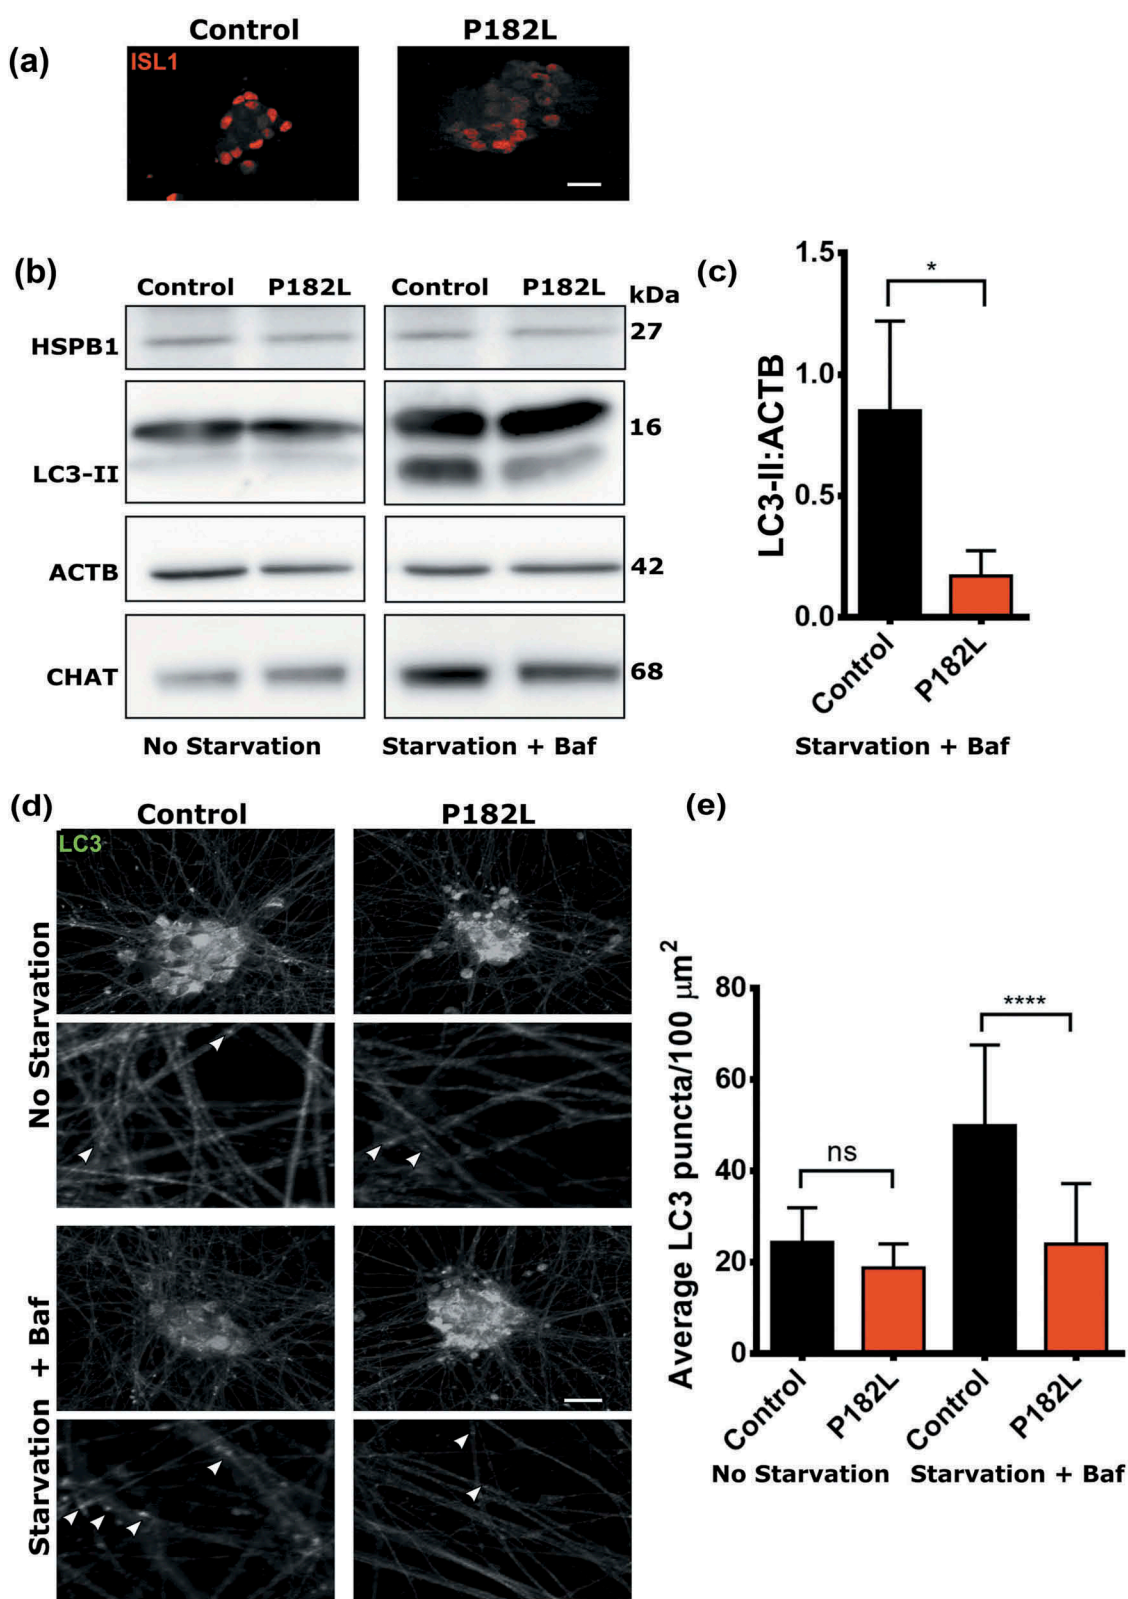 (a)
Control P182L
ISL1
(b)
Control P182L Control P182L kDa
HSPB1 27
LC3-II 16
ACTB 42
CHAT 68
No Starvation Starvation + Baf
(c)
LC3-II:ACTB
1.5
1.0
0.5
0.0
*
Control P182L
Starvation + Baf
(d)
Control P182L
LC3
No Starvation
Starvation + Baf
(e)
Average LC3 puncta/100 μm²
80
60
40
20
0
ns
****
Control P182L Control P182L
No Starvation Starvation + Baf